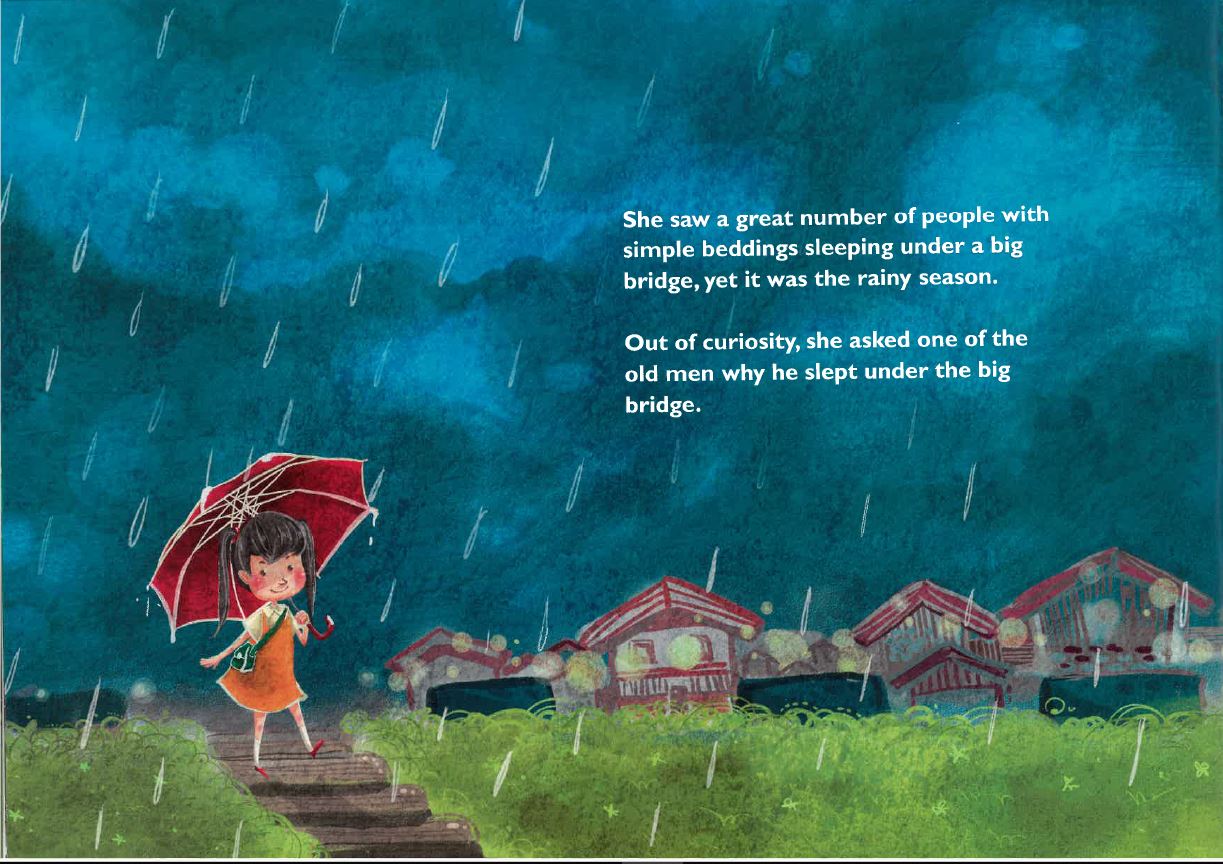 She saw a great number of people with
simple beddings sleeping under a big
bridge, yet it was the rainy season.
Out of curiosity, she asked one of the
old men why he slept under the big
bridge.